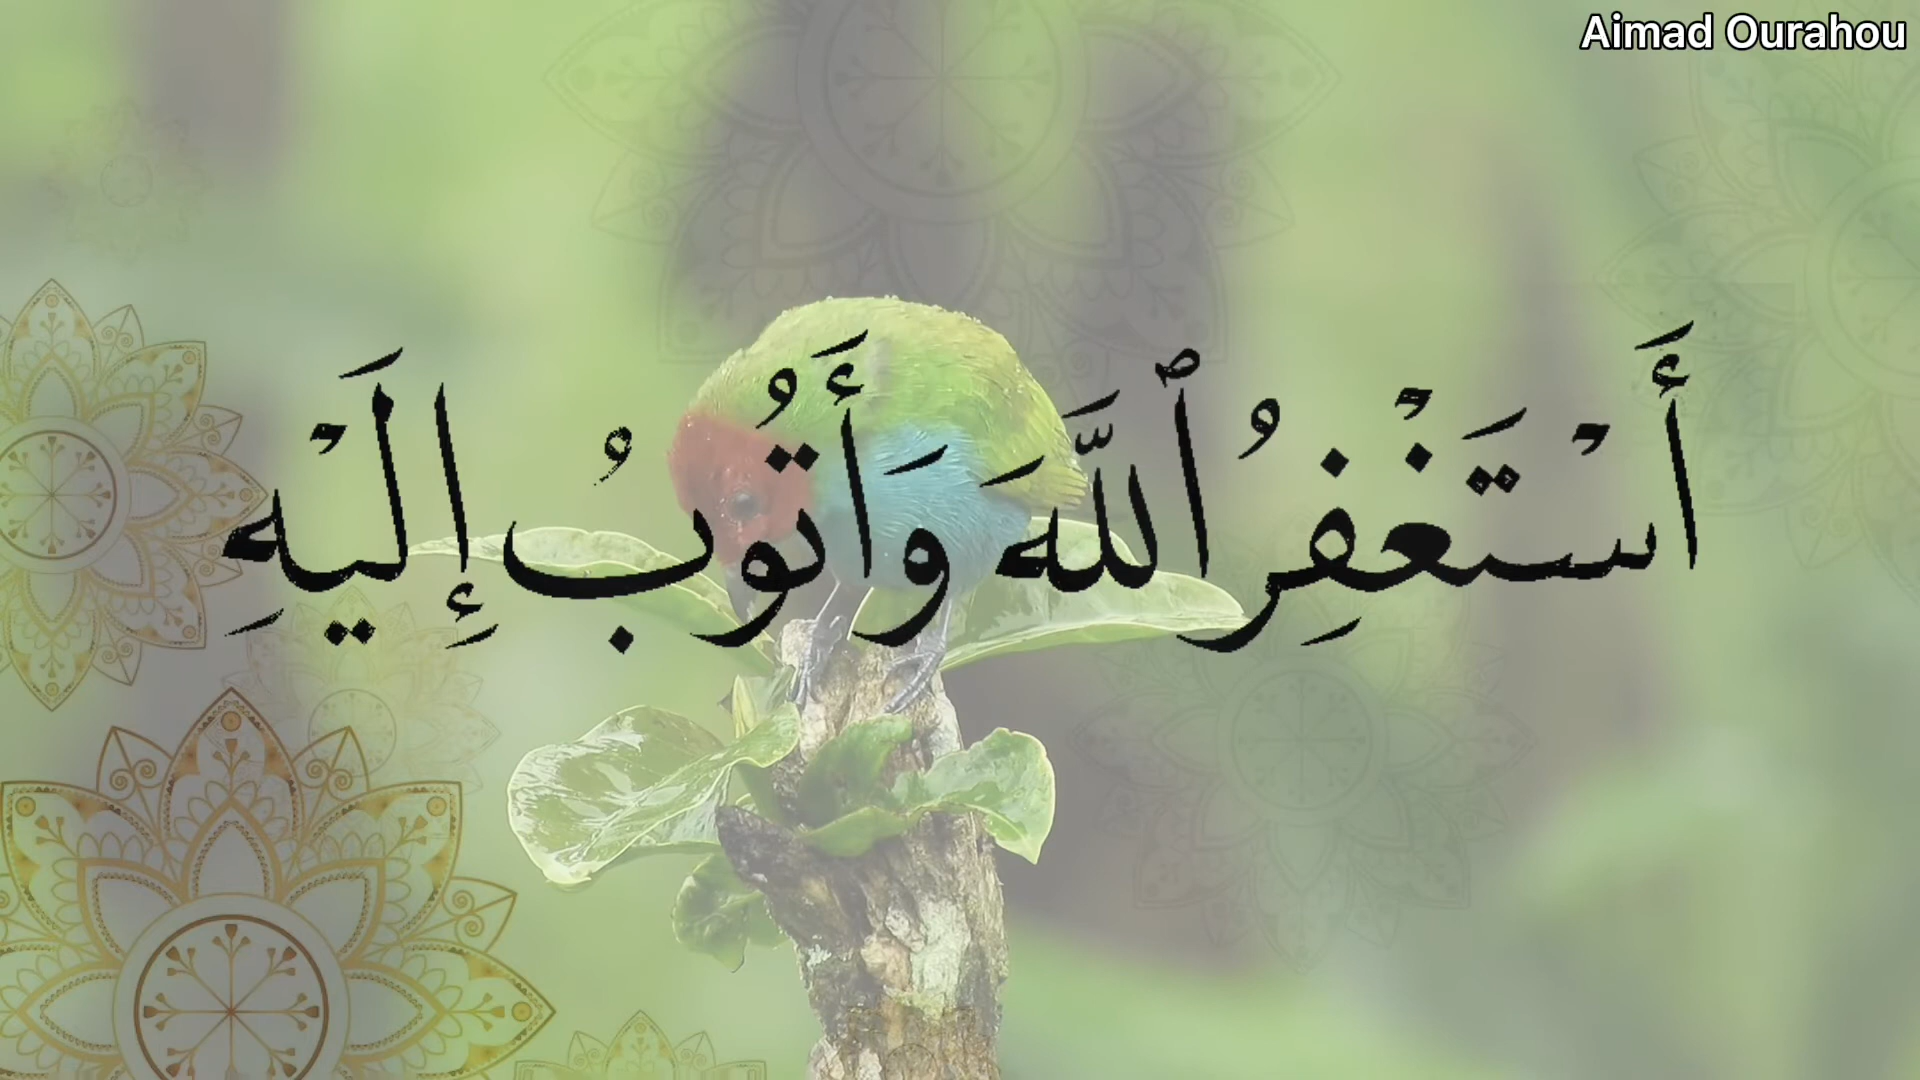 Aimad Ourahou
أَسْتَغْفِرُ ٱللَّهَ وَأَتُوبُ إِلَيْهِ